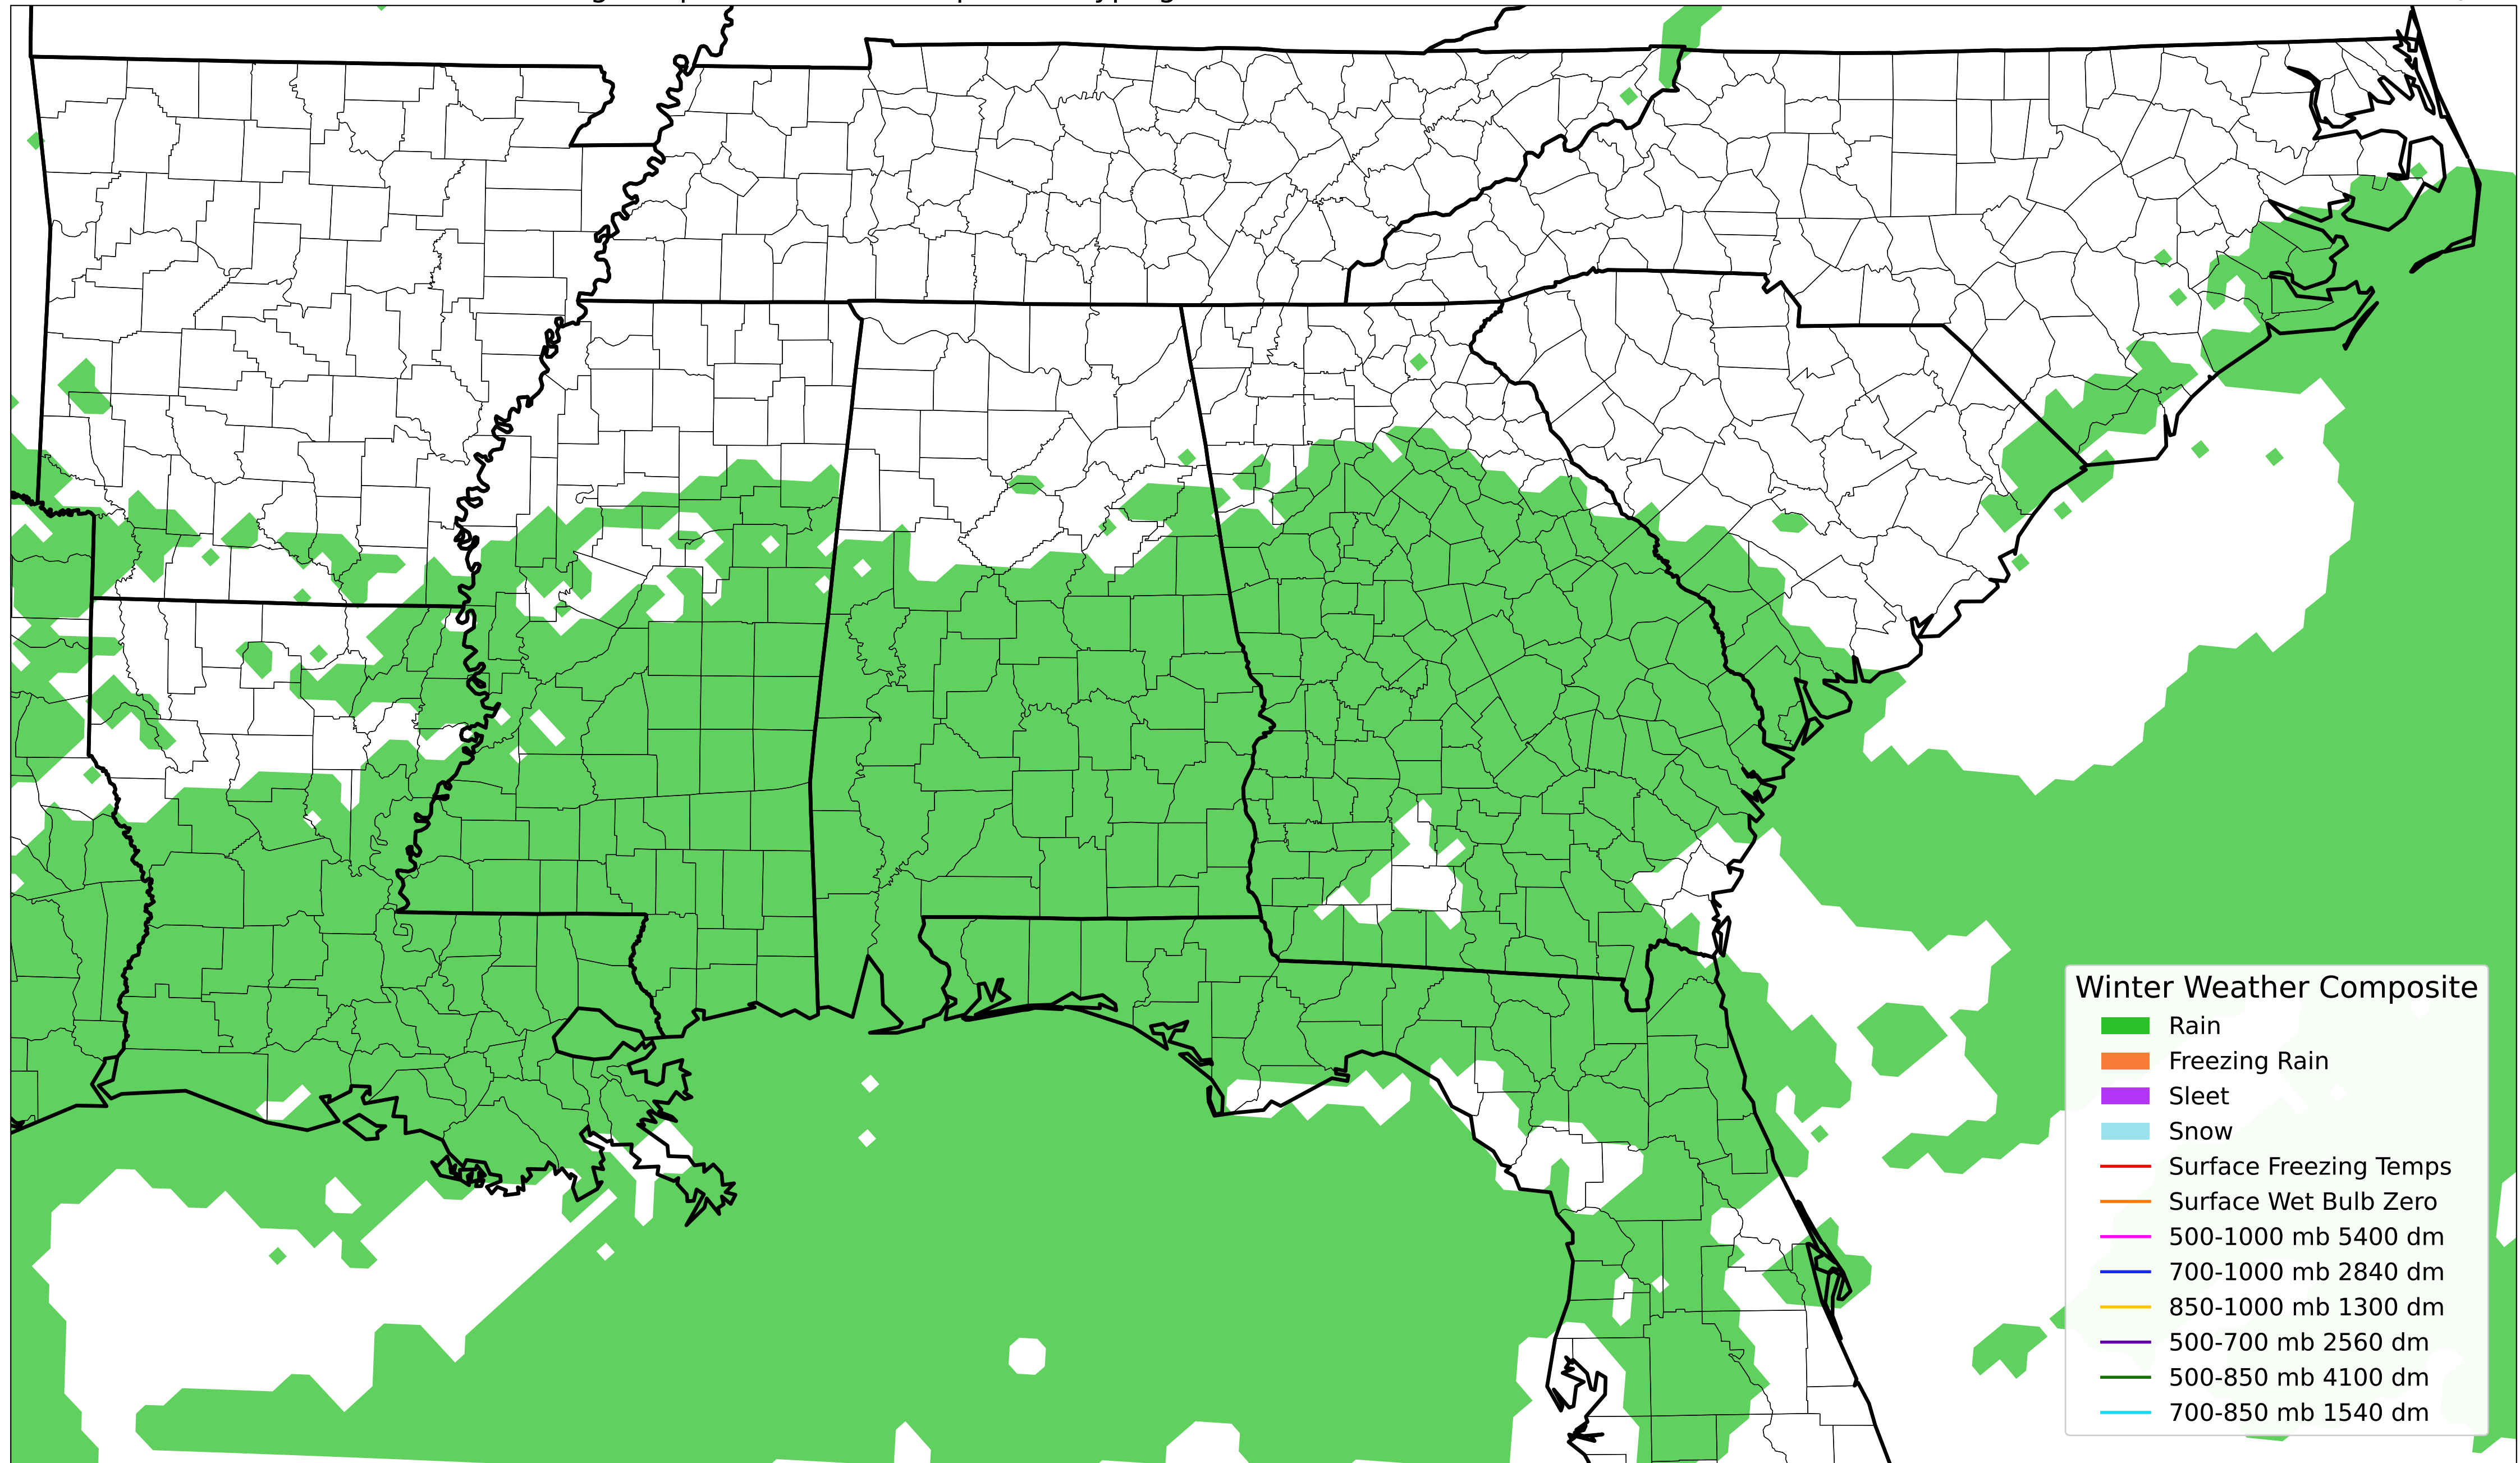 Winter Weather Composite
Rain
Freezing Rain
Sleet
Snow
Surface Freezing Temps
Surface Wet Bulb Zero
500-1000 mb 5400 dm
700-1000 mb 2840 dm
850-1000 mb 1300 dm
500-700 mb 2560 dm
500-850 mb 4100 dm
700-850 mb 1540 dm